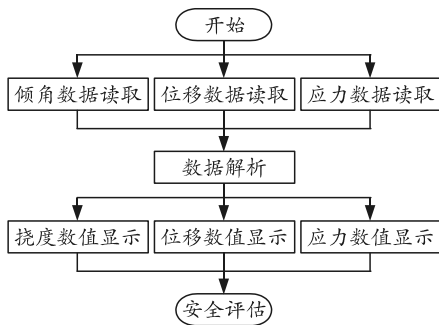 开始
倾角数据读取
位移数据读取
应力数据读取
数据解析
挠度数值显示
位移数值显示
应力数值显示
安全评估